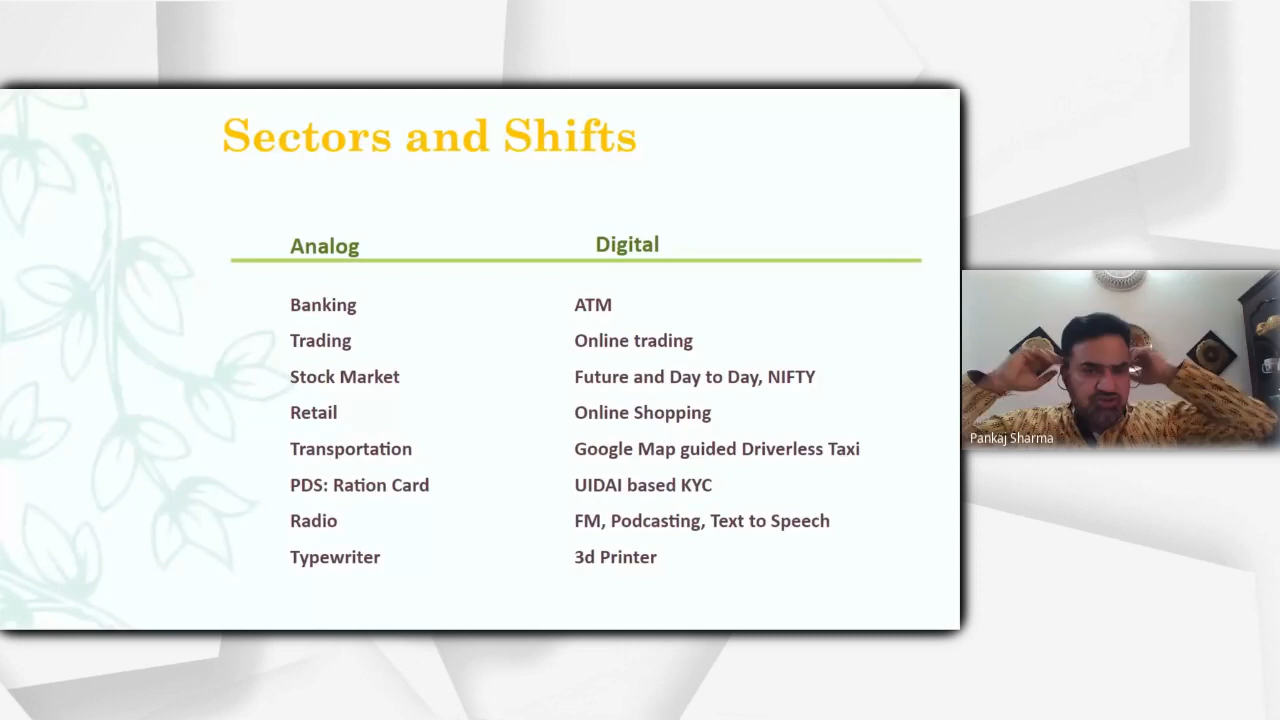 Sectors and Shifts
Analog Digital
Banking ATM
Trading Online trading
Stock Market Future and Day to Day, NIFTY
Retail Online Shopping
Transportation Google Map guided Driverless Taxi
PDS: Ration Card UIDAI based KYC
Radio FM, Podcasting, Text to Speech
Typewriter 3d Printer
Pankaj Sharma